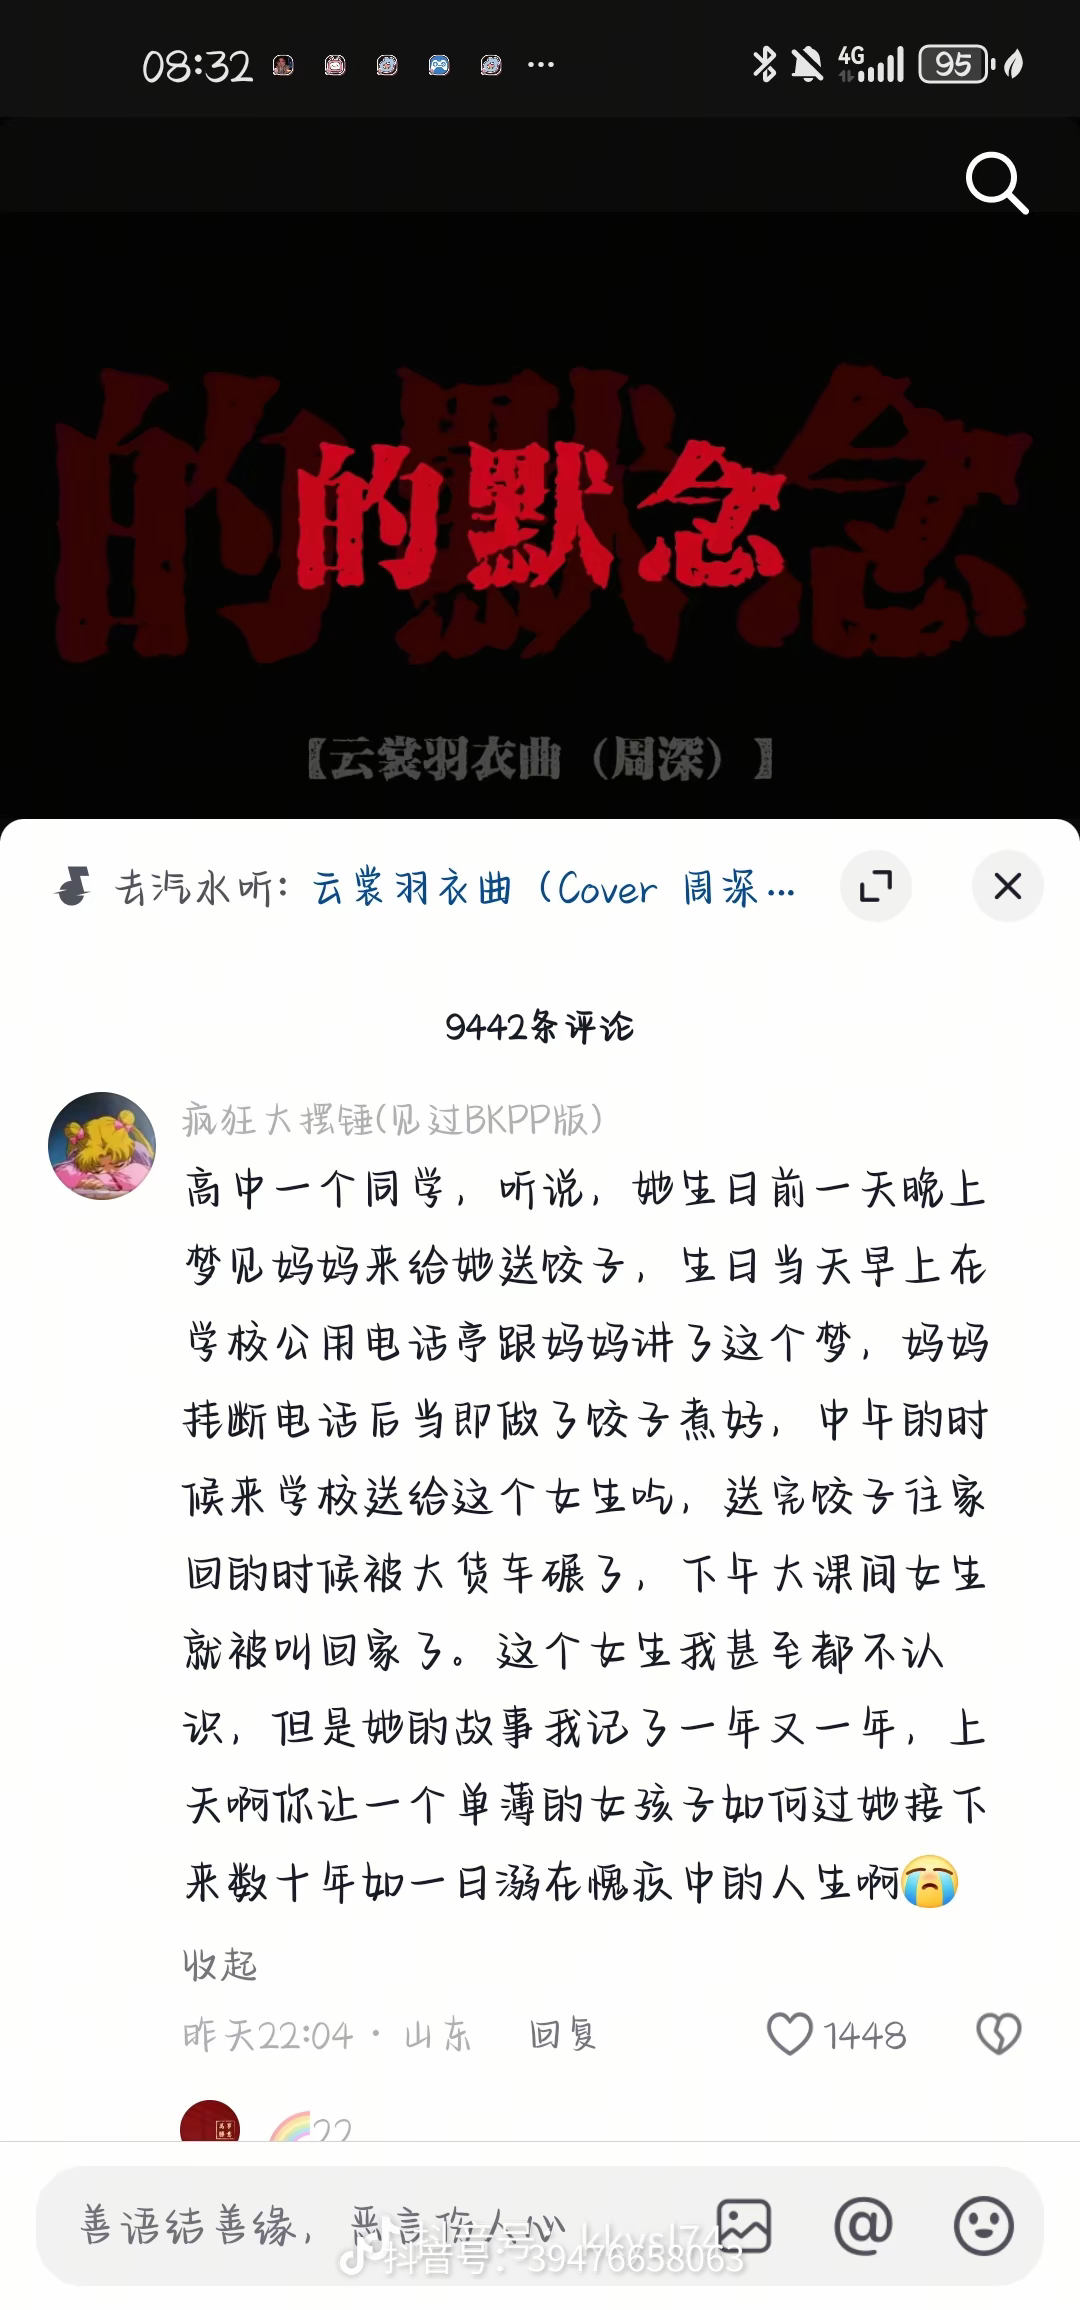 08:32
4G
95
的默念
的默念
【云裳羽衣曲（周深）】
去汽水听：云裳羽衣曲（Cover 周深...
9442条评论
疯狂大摆锤(见过BKPP版)
高中一个同学，听说，她生日前一天晚上
梦见妈妈来给她送饺子，生日当天早上在
学校公用电话亭跟妈妈讲了这个梦，妈妈
挂断电话后当即做了饺子煮好，中午的时
候来学校送给这个女生吃，送完饺子往家
回的时候被大货车碾了，下午大课间女生
就被叫回家了。这个女生我甚至都不认
识，但是她的故事我记了一年又一年，上
天啊你让一个单薄的女孩子如何过她接下
来数十年如一日溺在愧疚中的人生啊😭
收起
昨天22:04 · 山东 回复 1448
🌈22
善语结善缘，恶言伤人心
抖音号：39476658063